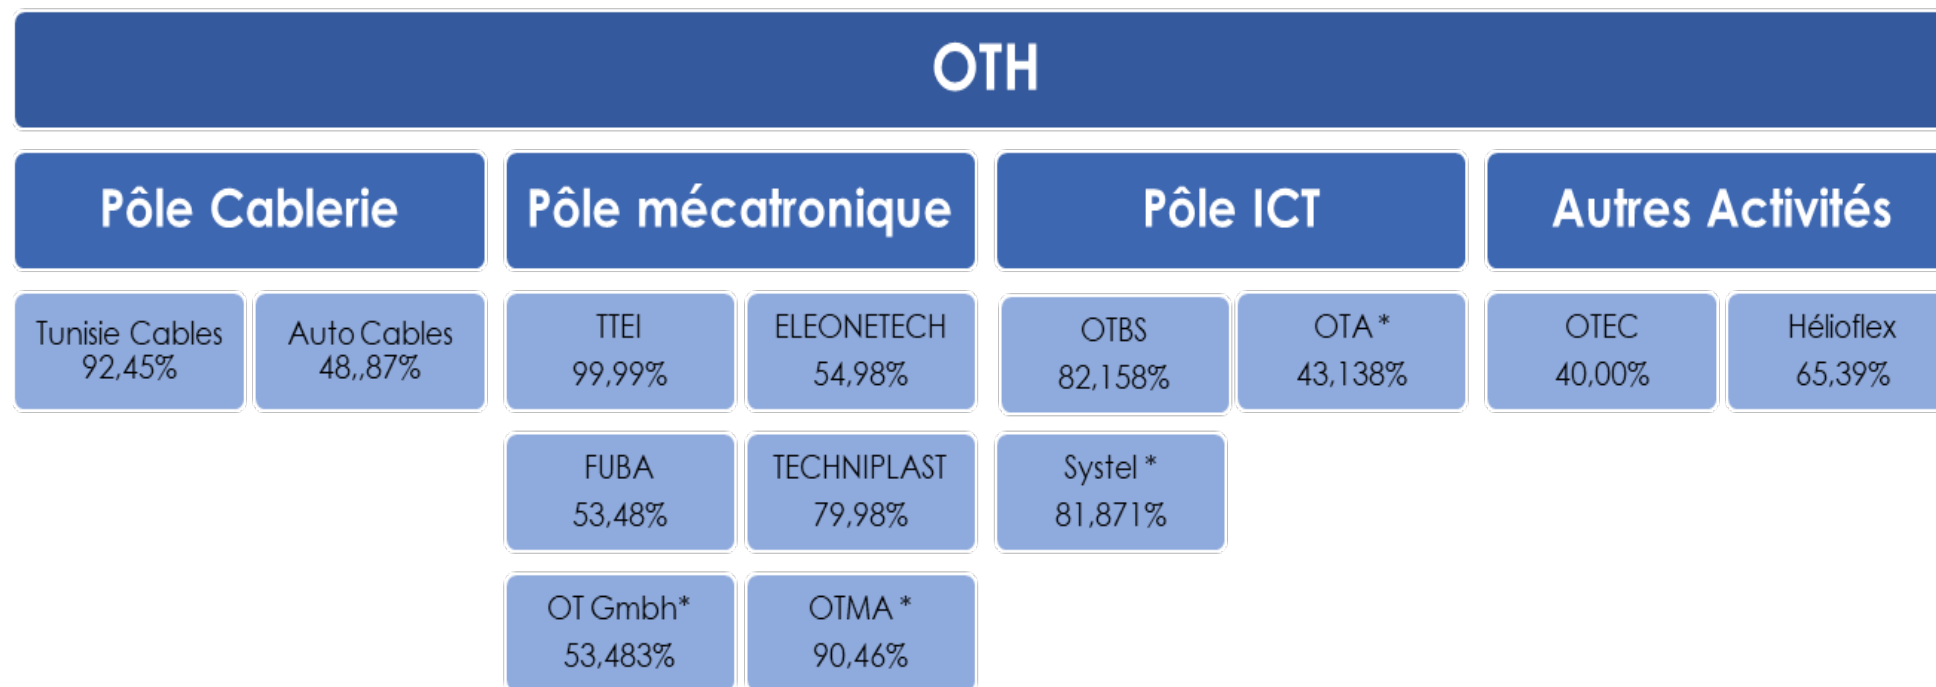 OTH
Pôle Cablerie
Pôle mécatronique
Pôle ICT
Autres Activités
Tunisie Cables
92,45%
Auto Cables
48,,87%
TTEI
99,99%
ELEONETECH
54,98%
OTBS
82,158%
OTA *
43,138%
OTEC
40,00%
Hélioflex
65,39%
FUBA
53,48%
TECHNIPLAST
79,98%
Systel *
81,871%
OT Gmbh*
53,483%
OTMA *
90,46%